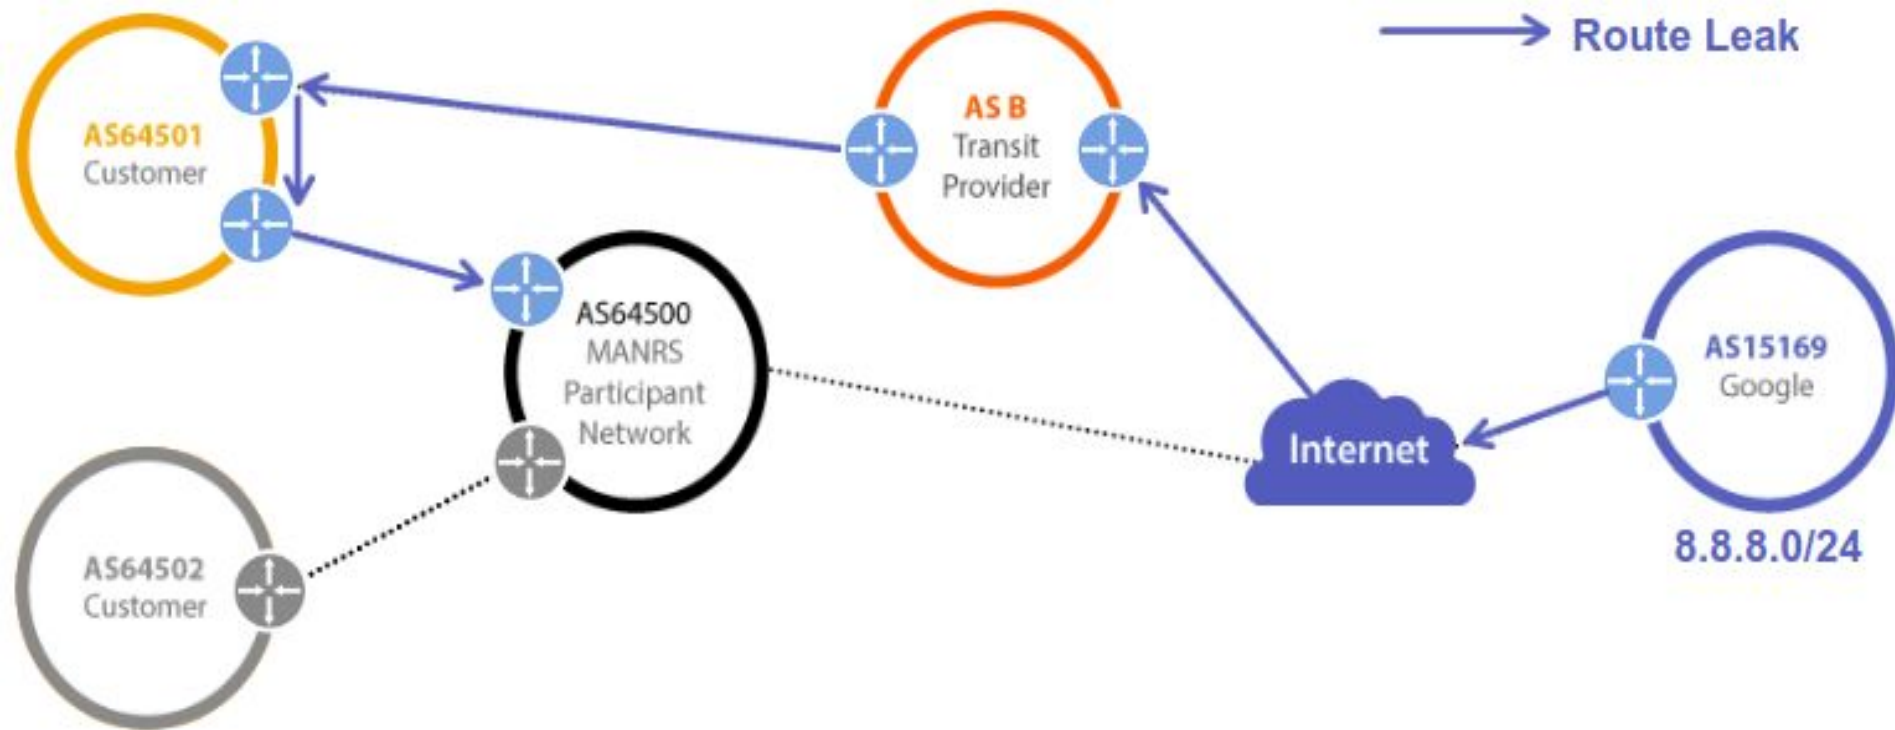 Route Leak
AS64501
Customer
AS B
Transit
Provider
AS64500
MANRS
Participant
Network
AS15169
Google
Internet
8.8.8.0/24
AS64502
Customer